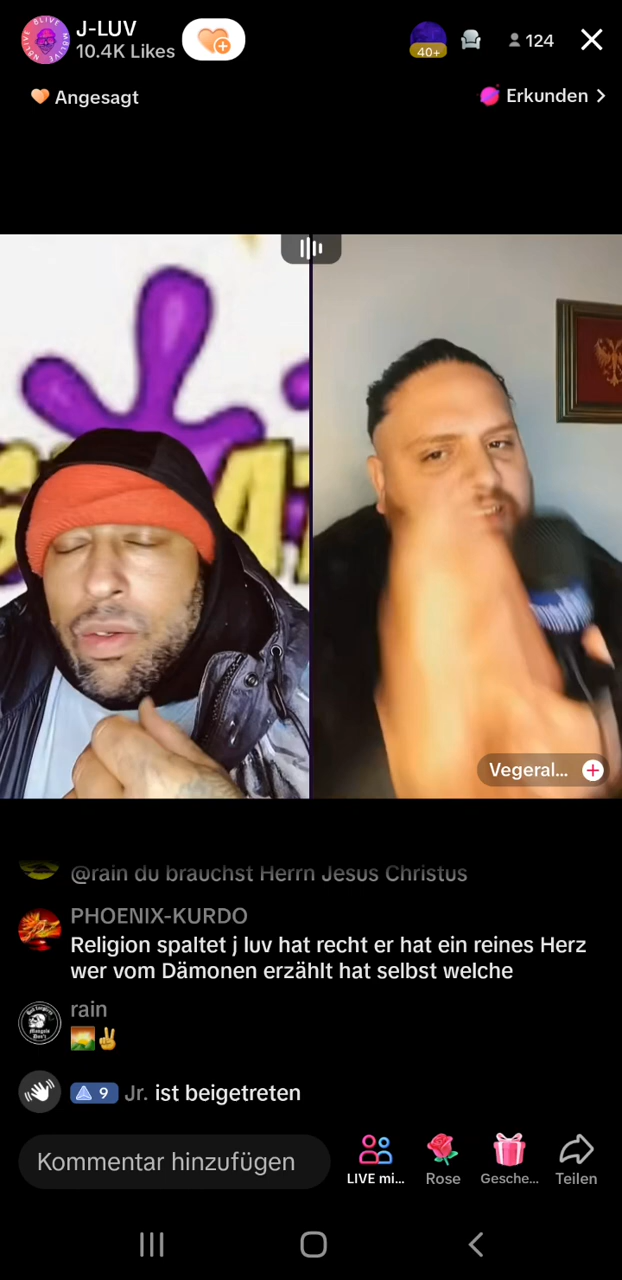 J-LUV
10.4K Likes
40+
124
Angesagt
Erkunden
Vegeral...
@rain du brauchst Herrn Jesus Christus
PHOENIX-KURDO
Religion spaltet j luv hat recht er hat ein reines Herz
wer vom Dämonen erzählt hat selbst welche
rain
9 Jr. ist beigetreten
Kommentar hinzufügen
LIVE mi...
Rose
Gesche...
Teilen